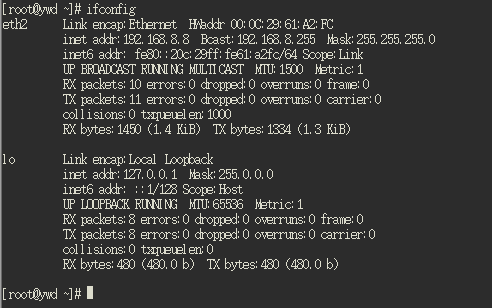 [root@ywd ~]# ifconfig
eth2      Link encap:Ethernet  HWaddr 00:0C:29:61:A2:FC
          inet addr:192.168.8.8  Bcast:192.168.8.255  Mask:255.255.255.0
          inet6 addr: fe80::20c:29ff:fe61:a2fc/64 Scope:Link
          UP BROADCAST RUNNING MULTICAST  MTU:1500  Metric:1
          RX packets:10 errors:0 dropped:0 overruns:0 frame:0
          TX packets:11 errors:0 dropped:0 overruns:0 carrier:0
          collisions:0 txqueuelen:1000
          RX bytes:1450 (1.4 KiB)  TX bytes:1334 (1.3 KiB)
lo        Link encap:Local Loopback
          inet addr:127.0.0.1  Mask:255.0.0.0
          inet6 addr: ::1/128 Scope:Host
          UP LOOPBACK RUNNING  MTU:65536  Metric:1
          RX packets:8 errors:0 dropped:0 overruns:0 frame:0
          TX packets:8 errors:0 dropped:0 overruns:0 carrier:0
          collisions:0 txqueuelen:0
          RX bytes:480 (480.0 b)  TX bytes:480 (480.0 b)
[root@ywd ~]#